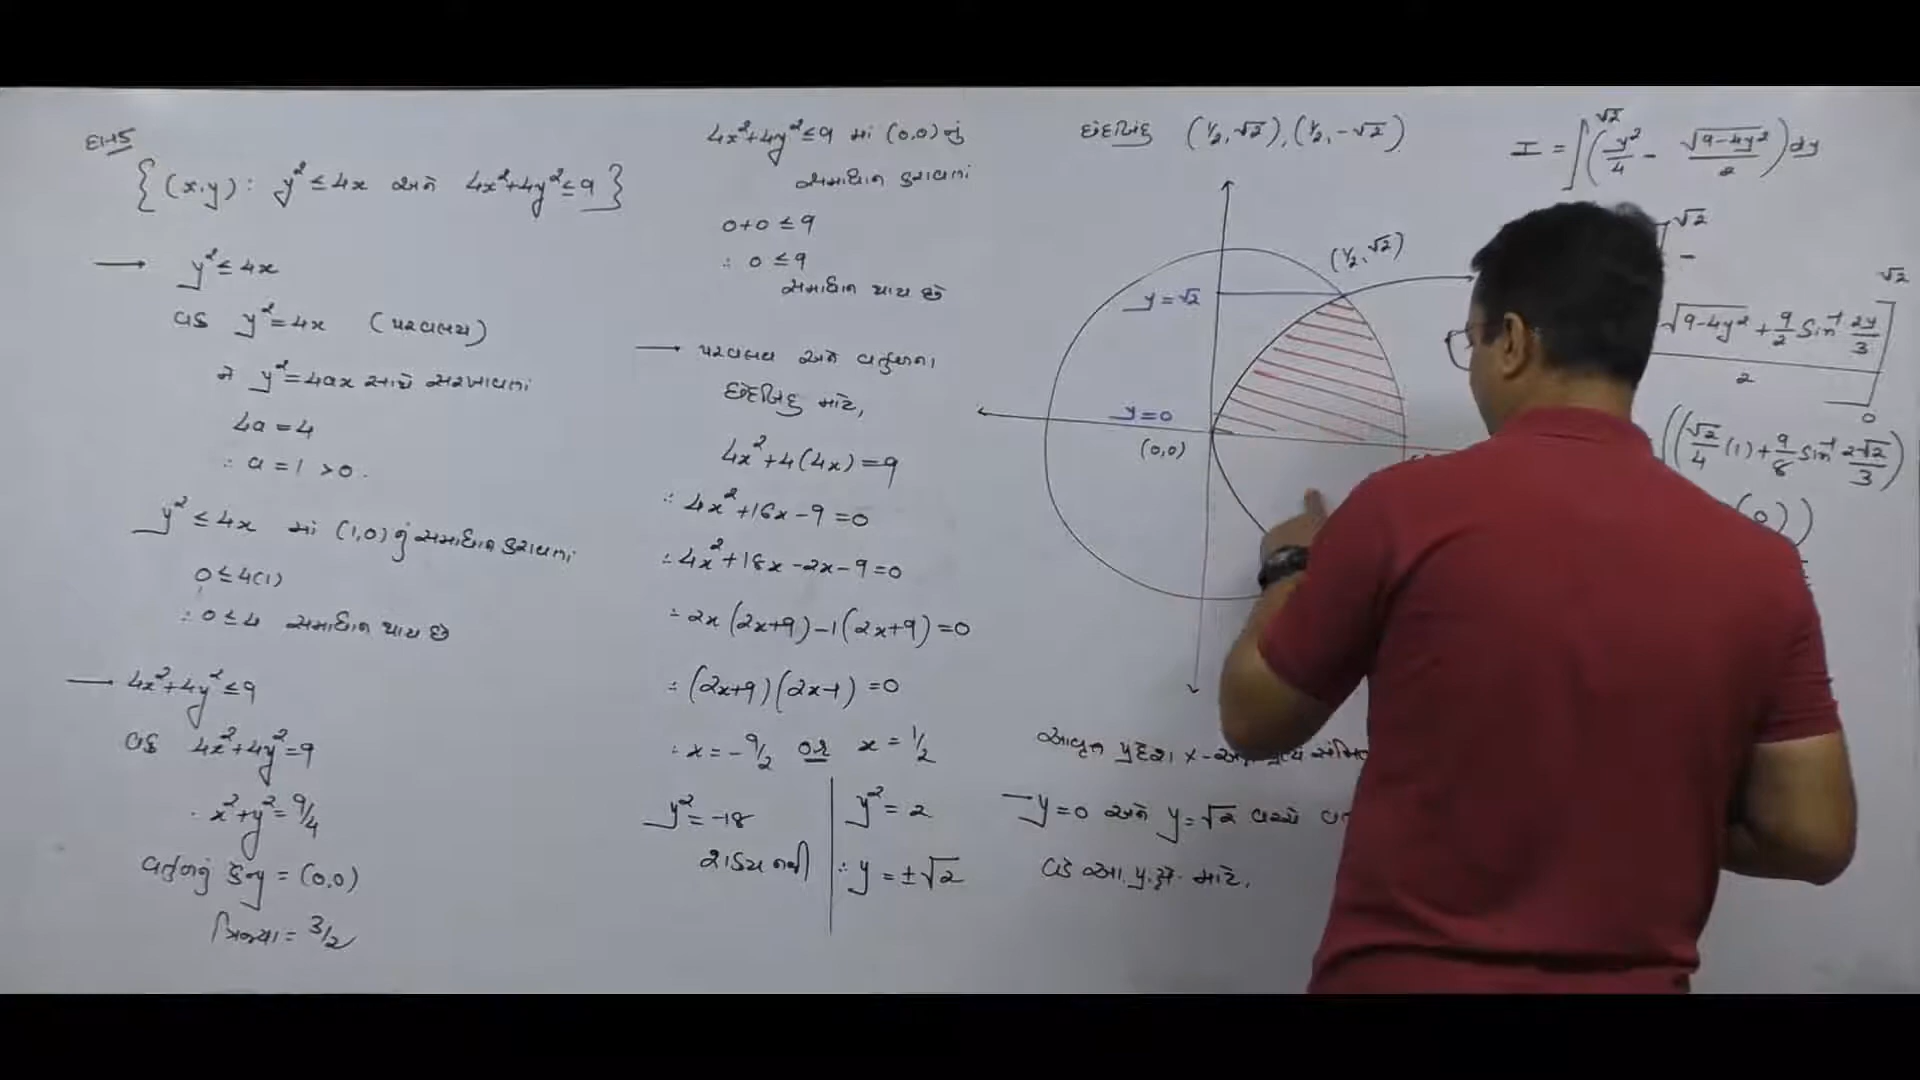 દા.ત.5
{(x,y) : y² ≤ 4x અને 4x²+4y² ≤ 9}
→ y² ≤ 4x
વક્ર y² = 4x (પરવલય)
ને y² = 4ax સાથે સરખાવતાં
4a = 4
∴ a = 1 > 0.
y² ≤ 4x માં (1,0) નું સમાધાન કરાવતાં
0 ≤ 4(1)
∴ 0 ≤ 4 સમાધાન થાય છે
→ 4x²+4y² ≤ 9
વક્ર 4x²+4y² = 9
∴ x²+y² = 9/4
વર્તુળનું કેન્દ્ર = (0,0)
ત્રિજ્યા = 3/2
4x²+4y² ≤ 9 માં (0,0) નું
સમાધાન કરાવતાં
0+0 ≤ 9
∴ 0 ≤ 9
સમાધાન થાય છે
→ પરવલય અને વર્તુળના
છેદબિંદુ માટે,
4x²+4(4x) = 9
∴ 4x²+16x-9 = 0
∴ 4x²+18x-2x-9 = 0
∴ 2x(2x+9)-1(2x+9) = 0
∴ (2x+9)(2x-1) = 0
∴ x = -9/2 OR x = 1/2
y² = -18
શક્ય નથી
y² = 2
∴ y = ±√2
છેદબિંદુ (1/2, √2), (1/2, -√2)
(1/2, √2)
y = √2
y = 0
(0,0)
આવૃત્ત પ્રદેશ X-
→ y = 0 અને y = √2 વચ્ચે
વડે આ. પ્ર. ક્ષે. માટે,
I = ∫ √2 (y²/4 - √(9-4y²)/2) dy
√2
-
√(9-4y²) + 9/2 sin⁻¹ 2y/3
2
] √2 0
((√2/4 (1) + 9/8 sin⁻¹ 2√2/3)
(0))